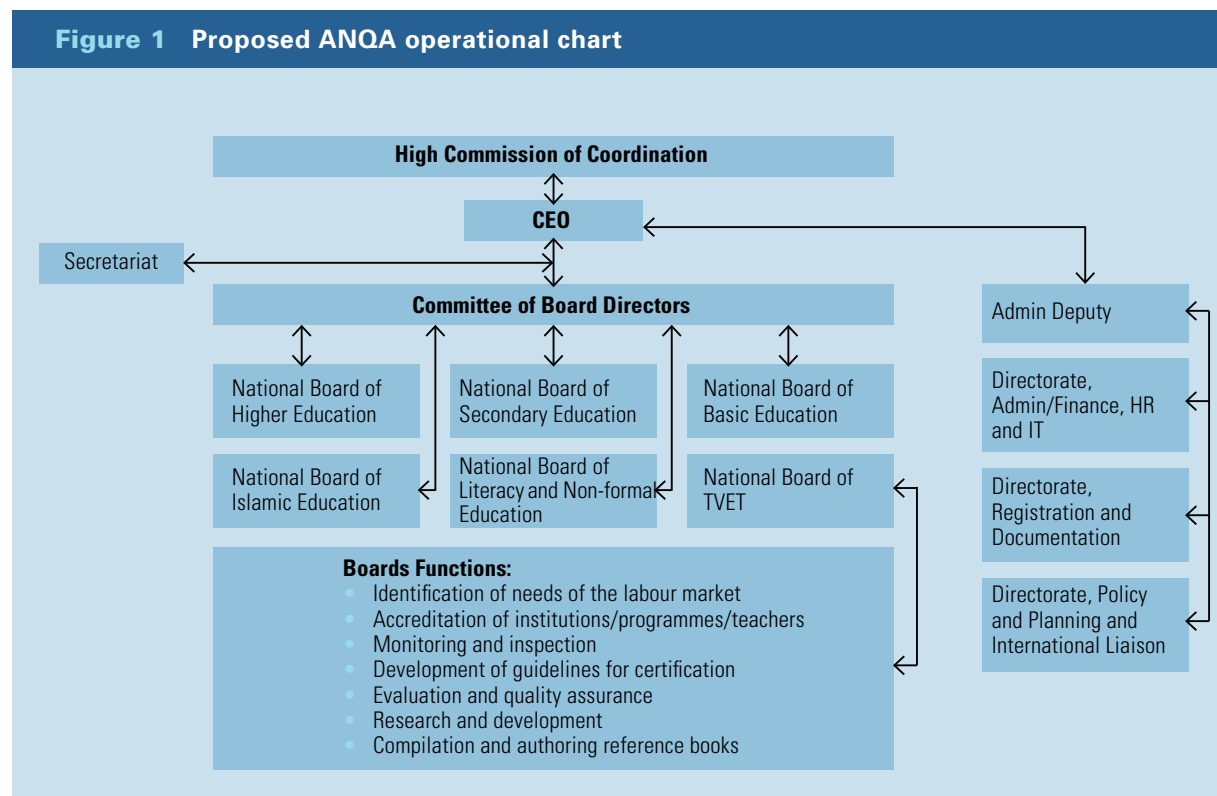 Figure 1 Proposed ANQA operational chart
High Commission of Coordination
CEO
Secretariat
Committee of Board Directors
National Board of
Higher Education
National Board of
Secondary Education
National Board of
Basic Education
National Board of
Islamic Education
National Board of
Literacy and Non-formal
Education
National Board of
TVET
Boards Functions:
• Identification of needs of the labour market
• Accreditation of institutions/programmes/teachers
• Monitoring and inspection
• Development of guidelines for certification
• Evaluation and quality assurance
• Research and development
• Compilation and authoring reference books
Admin Deputy
Directorate,
Admin/Finance, HR
and IT
Directorate,
Registration and
Documentation
Directorate, Policy
and Planning and
International Liaison